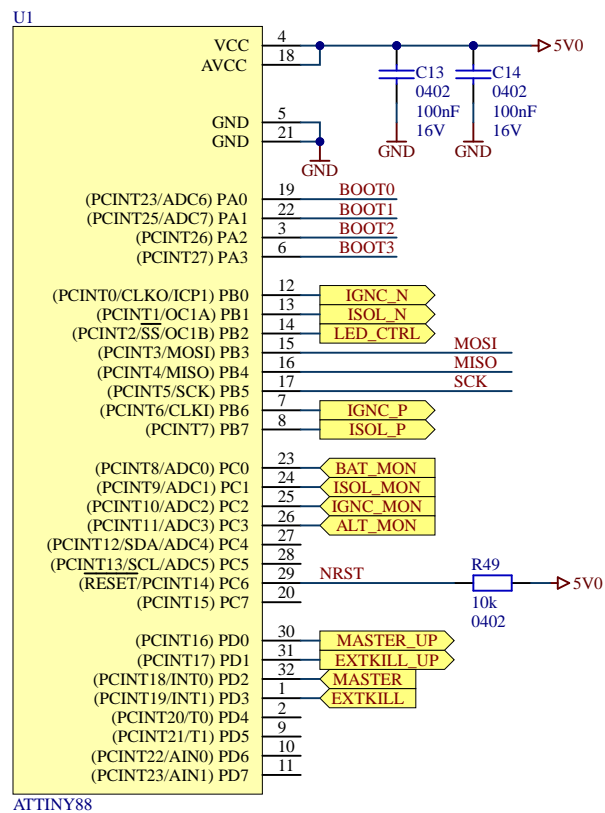 U1
VCC 4 5V0
AVCC 18
C13 C14
0402 0402
100nF 100nF
16V 16V
GND 5
GND 21
GND GND GND
(PCINT23/ADC6) PA0 19 BOOT0
(PCINT25/ADC7) PA1 22 BOOT1
(PCINT26) PA2 3 BOOT2
(PCINT27) PA3 6 BOOT3
(PCINT0/CLKO/ICP1) PB0 12 IGNC_N
(PCINT1/OC1A) PB1 13 ISOL_N
(PCINT2/SS/OC1B) PB2 14 LED_CTRL
(PCINT3/MOSI) PB3 15 MOSI
(PCINT4/MISO) PB4 16 MISO
(PCINT5/SCK) PB5 17 SCK
(PCINT6/CLKI) PB6 7 IGNC_P
(PCINT7) PB7 8 ISOL_P
(PCINT8/ADC0) PC0 23 BAT_MON
(PCINT9/ADC1) PC1 24 ISOL_MON
(PCINT10/ADC2) PC2 25 IGNC_MON
(PCINT11/ADC3) PC3 26 ALT_MON
(PCINT12/SDA/ADC4) PC4 27
(PCINT13/SCL/ADC5) PC5 28
(RESET/PCINT14) PC6 29 NRST R49 5V0
10k
0402
(PCINT15) PC7 20
(PCINT16) PD0 30 MASTER_UP
(PCINT17) PD1 31 EXTKILL_UP
(PCINT18/INT0) PD2 32 MASTER
(PCINT19/INT1) PD3 1 EXTKILL
(PCINT20/T0) PD4 2
(PCINT21/T1) PD5 9
(PCINT22/AIN0) PD6 10
(PCINT23/AIN1) PD7 11
ATTINY88